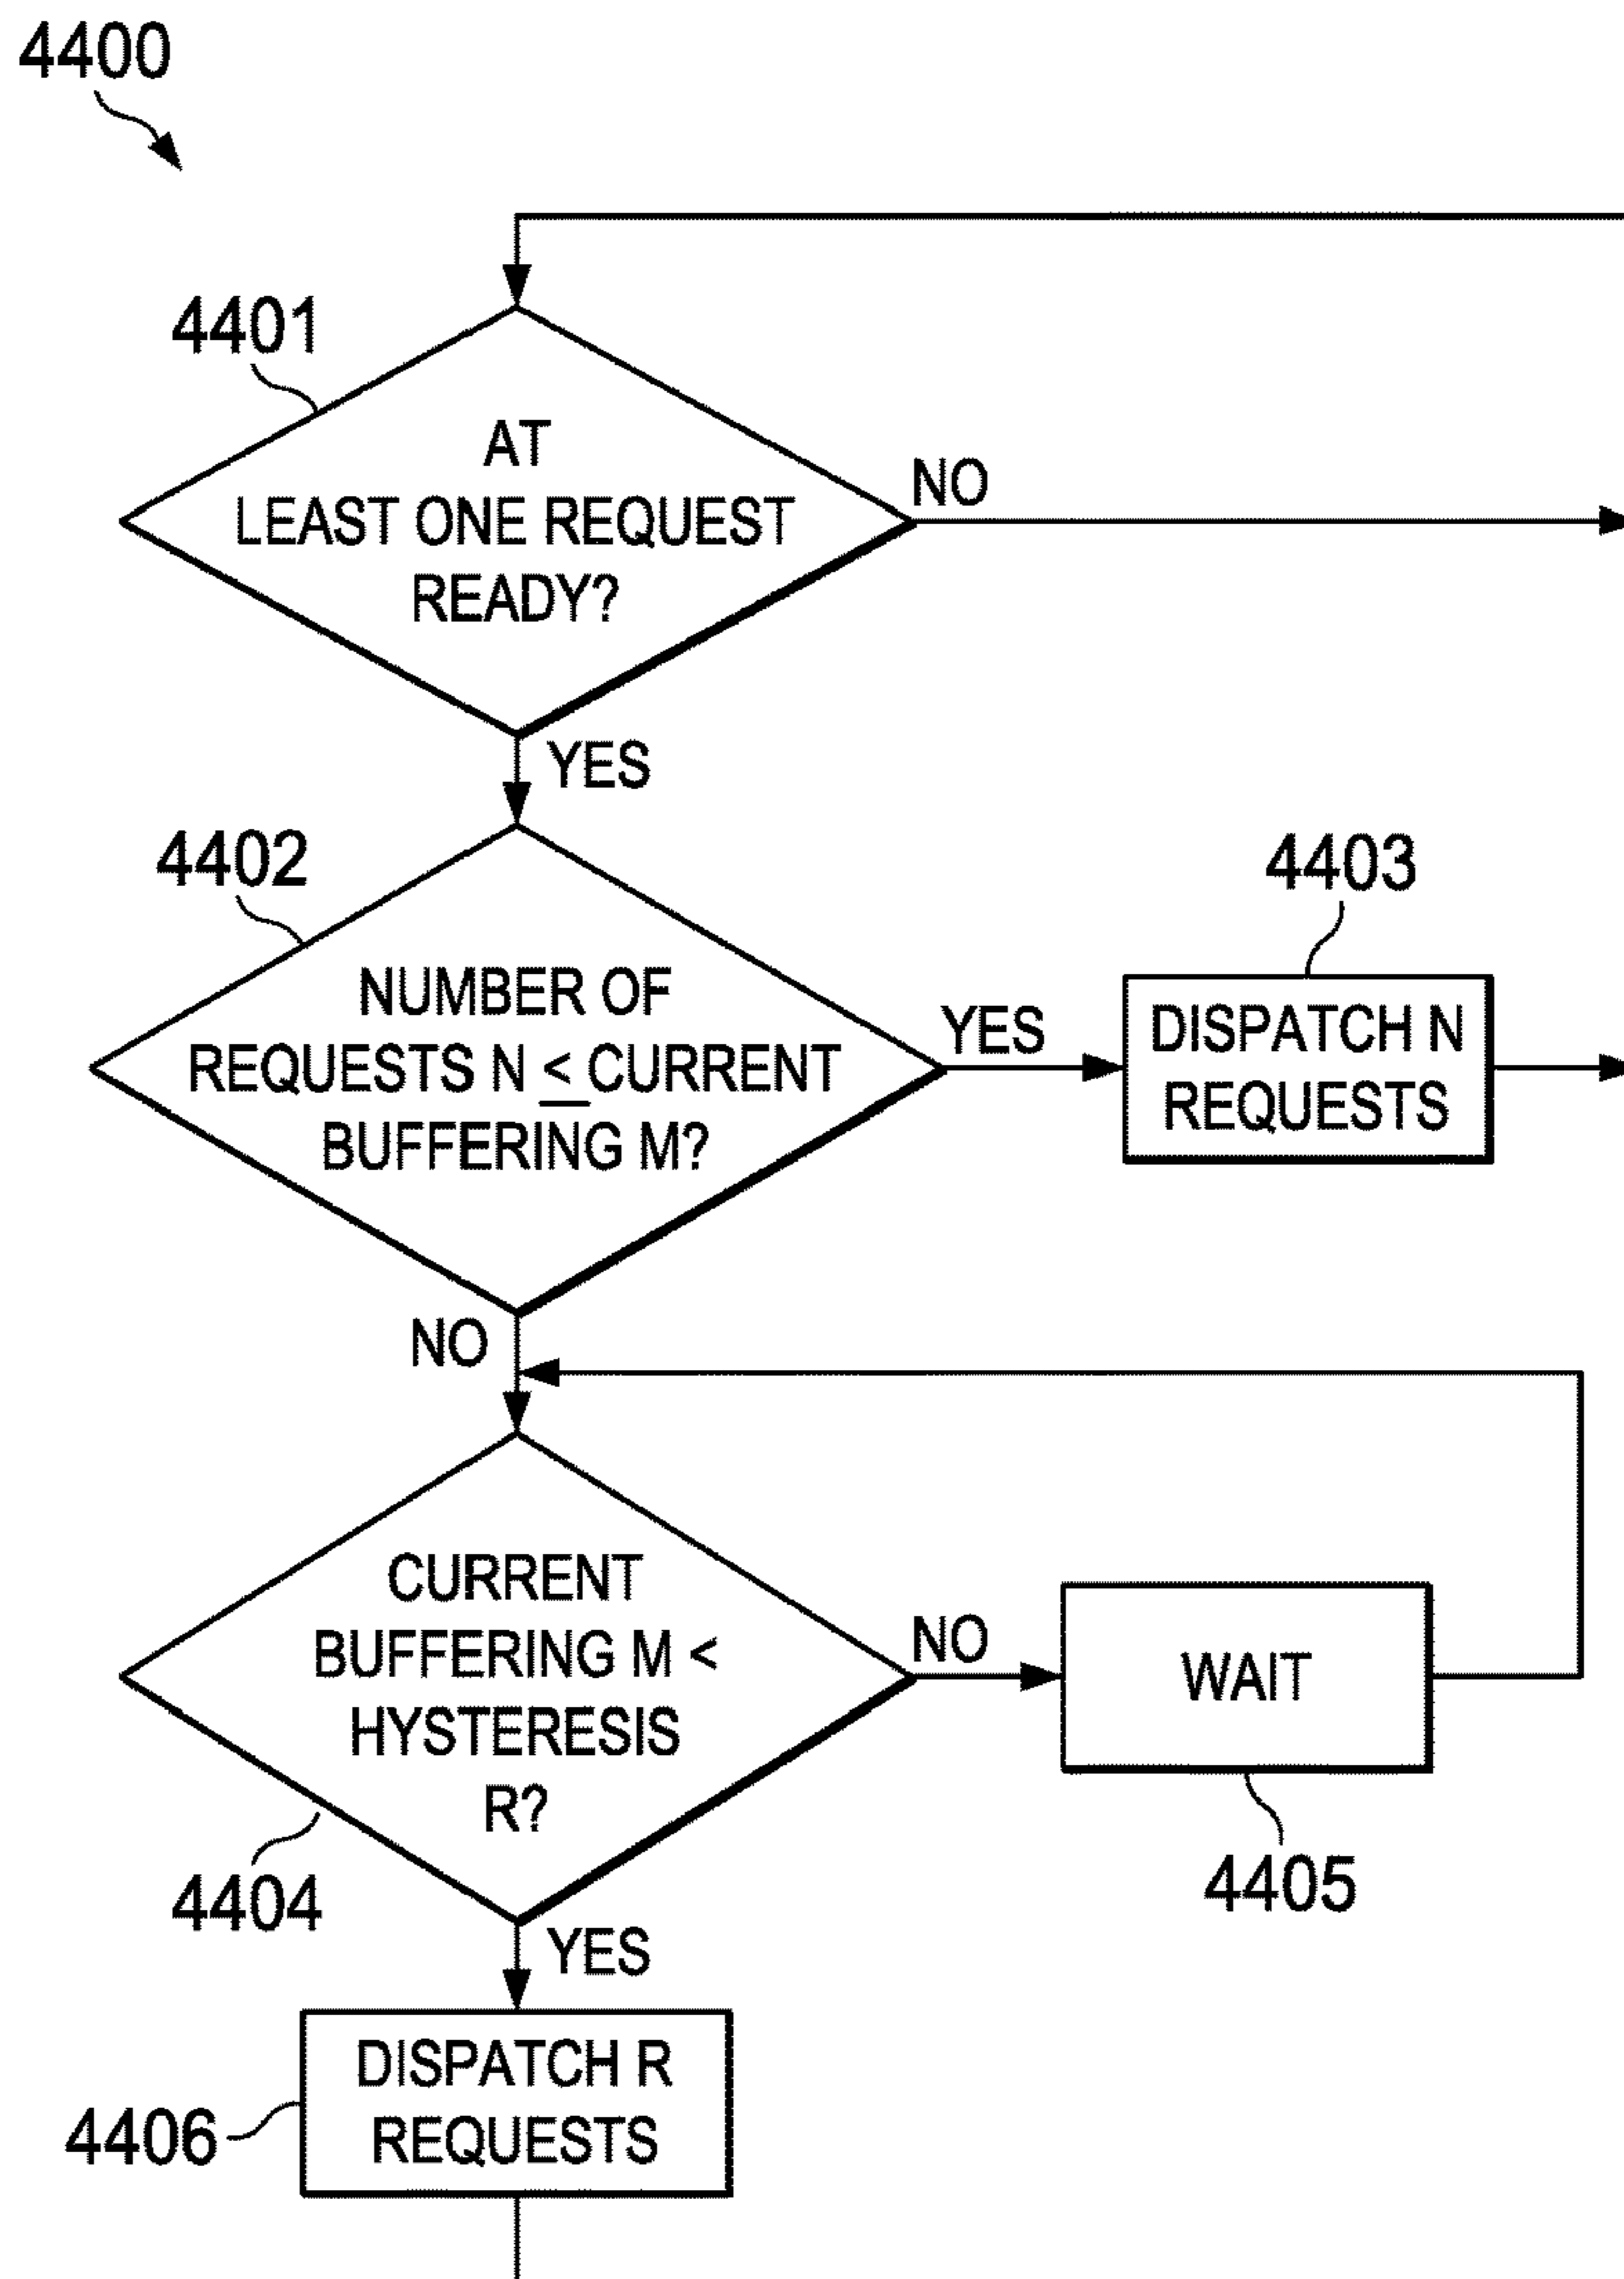 4400
4401
AT
LEAST ONE REQUEST
READY?
NO
YES
4402
NUMBER OF
REQUESTS N ≤ CURRENT
BUFFERING M?
YES
4403
DISPATCH N
REQUESTS
NO
CURRENT
BUFFERING M <
HYSTERESIS
R?
NO
WAIT
4404
4405
YES
DISPATCH R
REQUESTS
4406